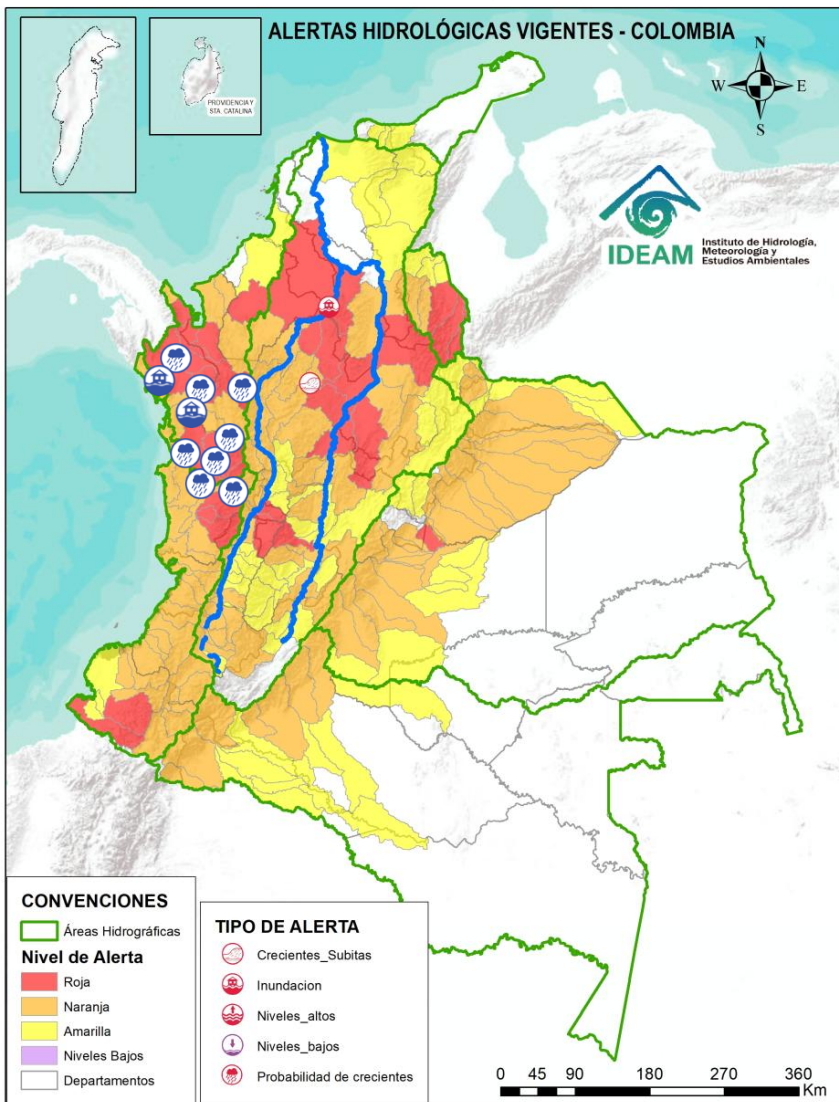 ALERTAS HIDROLÓGICAS VIGENTES - COLOMBIA
PROVIDENCIA Y
STA. CATALINA
N
W
E
S
IDEAM
Instituto de Hidrología,
Meteorología y
Estudios Ambientales
CONVENCIONES
Áreas Hidrográficas
Nivel de Alerta
Roja
Naranja
Amarilla
Niveles Bajos
Departamentos
TIPO DE ALERTA
Crecientes_Subitas
Inundacion
Niveles_altos
Niveles_bajos
Probabilidad de crecientes
0 45 90 180 270 360
Km